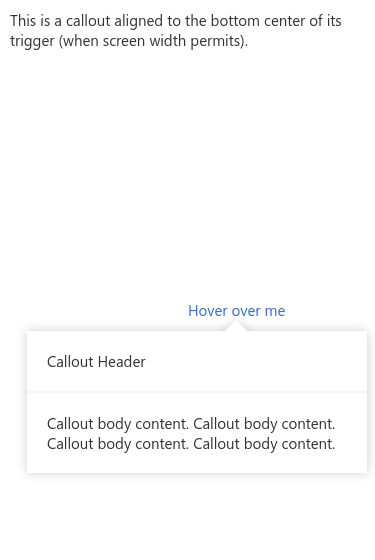 This is a callout aligned to the bottom center of its
trigger (when screen width permits).
Hover over me
Callout Header
Callout body content. Callout body content.
Callout body content. Callout body content.